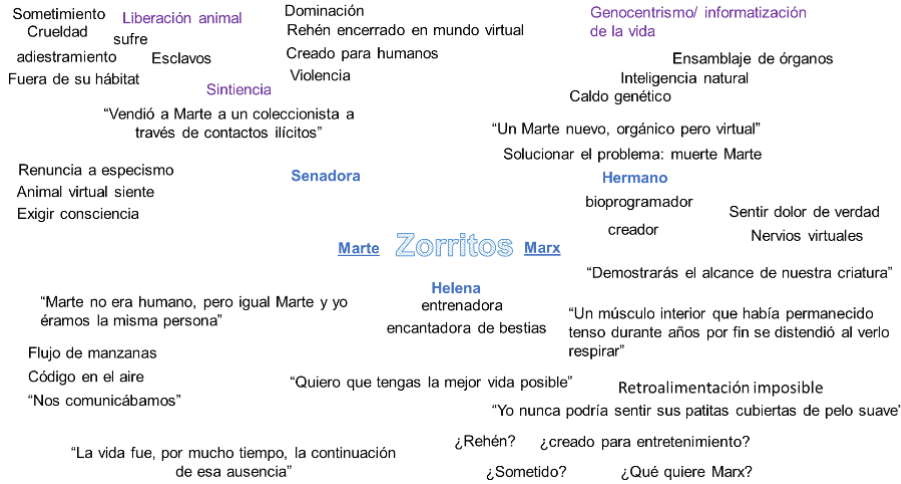 Sometimiento
Crueldad
Liberación animal
sufre
adiestramiento
Esclavos
Fuera de su hábitat
Sintiencia
Dominación
Rehén encerrado en mundo virtual
Creado para humanos
Violencia
Genocentrismo/ informatización
de la vida
Ensamblaje de órganos
Inteligencia natural
Caldo genético
“Vendió a Marte a un coleccionista a
través de contactos ilícitos”
“Un Marte nuevo, orgánico pero virtual”
Solucionar el problema: muerte Marte
Renuncia a especismo
Animal virtual siente
Exigir consciencia
Senadora
Hermano
bioprogramador
creador
Sentir dolor de verdad
Nervios virtuales
Marte Zorritos Marx
“Demostrarás el alcance de nuestra criatura”
Helena
entrenadora
encantadora de bestias
“Marte no era humano, pero igual Marte y yo
éramos la misma persona”
“Un músculo interior que había permanecido
tenso durante años por fin se distendió al verlo
respirar”
Flujo de manzanas
Código en el aire
“Nos comunicábamos”
“Quiero que tengas la mejor vida posible”
Retroalimentación imposible
“Yo nunca podría sentir sus patitas cubiertas de pelo suave”
“La vida fue, por mucho tiempo, la continuación
de esa ausencia”
¿Rehén?
¿creado para entretenimiento?
¿Sometido?
¿Qué quiere Marx?